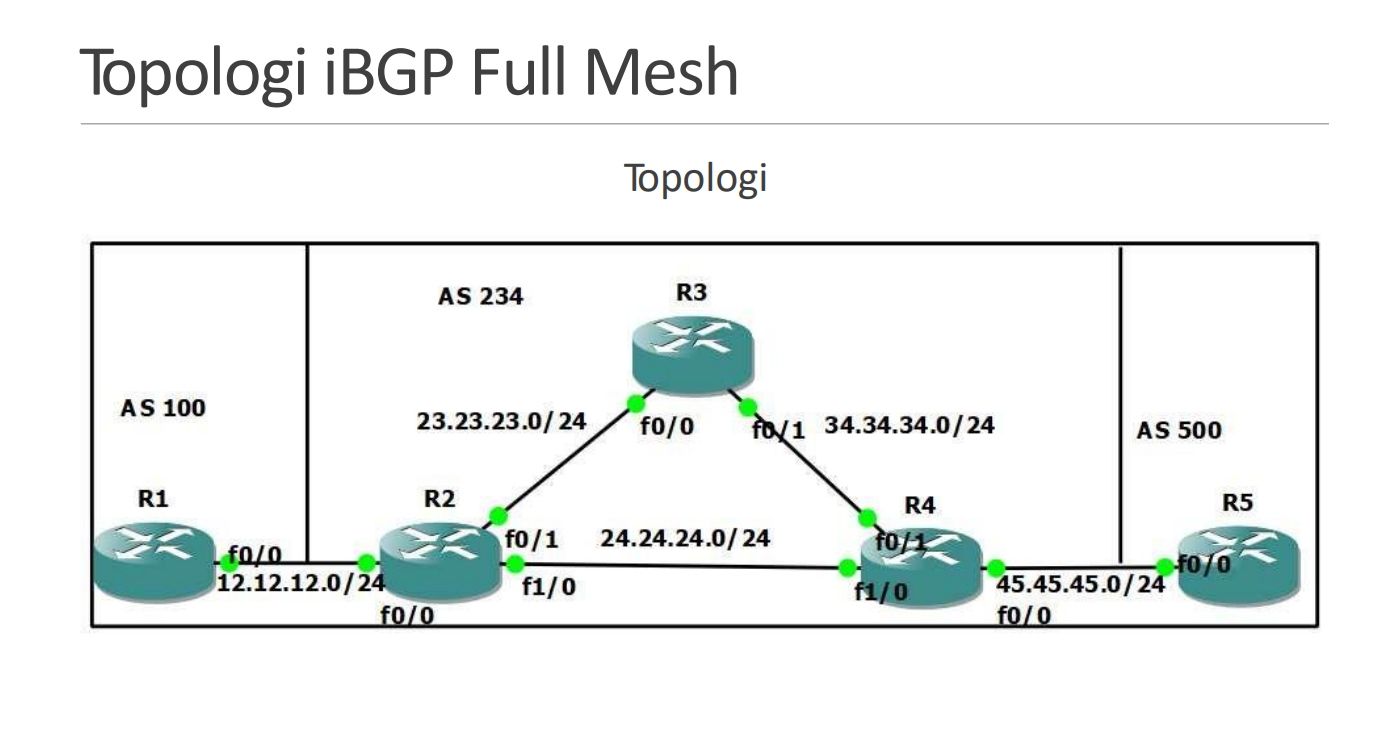 Topologi iBGP Full Mesh
Topologi
AS 234
R3
AS 100
23.23.23.0/24
f0/0
f0/1
34.34.34.0/24
AS 500
R1
R2
R4
R5
f0/0
f0/1
24.24.24.0/24
f0/1
f0/0
12.12.12.0/24
f1/0
f1/0
45.45.45.0/24
f0/0
f0/0